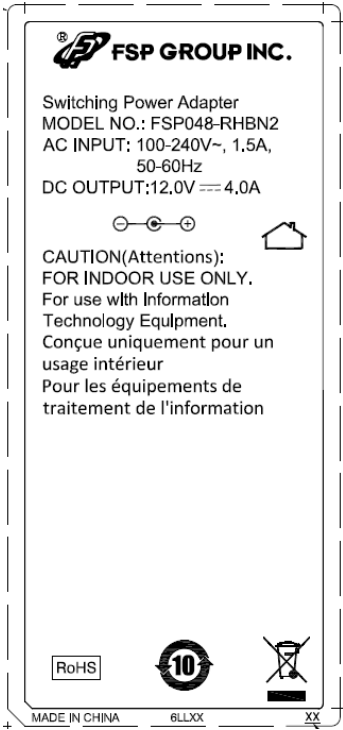 ® FSP GROUP INC.
Switching Power Adapter
MODEL NO.: FSP048-RHBN2
AC INPUT: 100-240V~, 1.5A,
50-60Hz
DC OUTPUT:12.0V ⎓ 4.0A
CAUTION(Attentions):
FOR INDOOR USE ONLY.
For use with Information
Technology Equipment.
Conçue uniquement pour un
usage intérieur
Pour les équipements de
traitement de l'information
RoHS
10
MADE IN CHINA 6LLXX XX